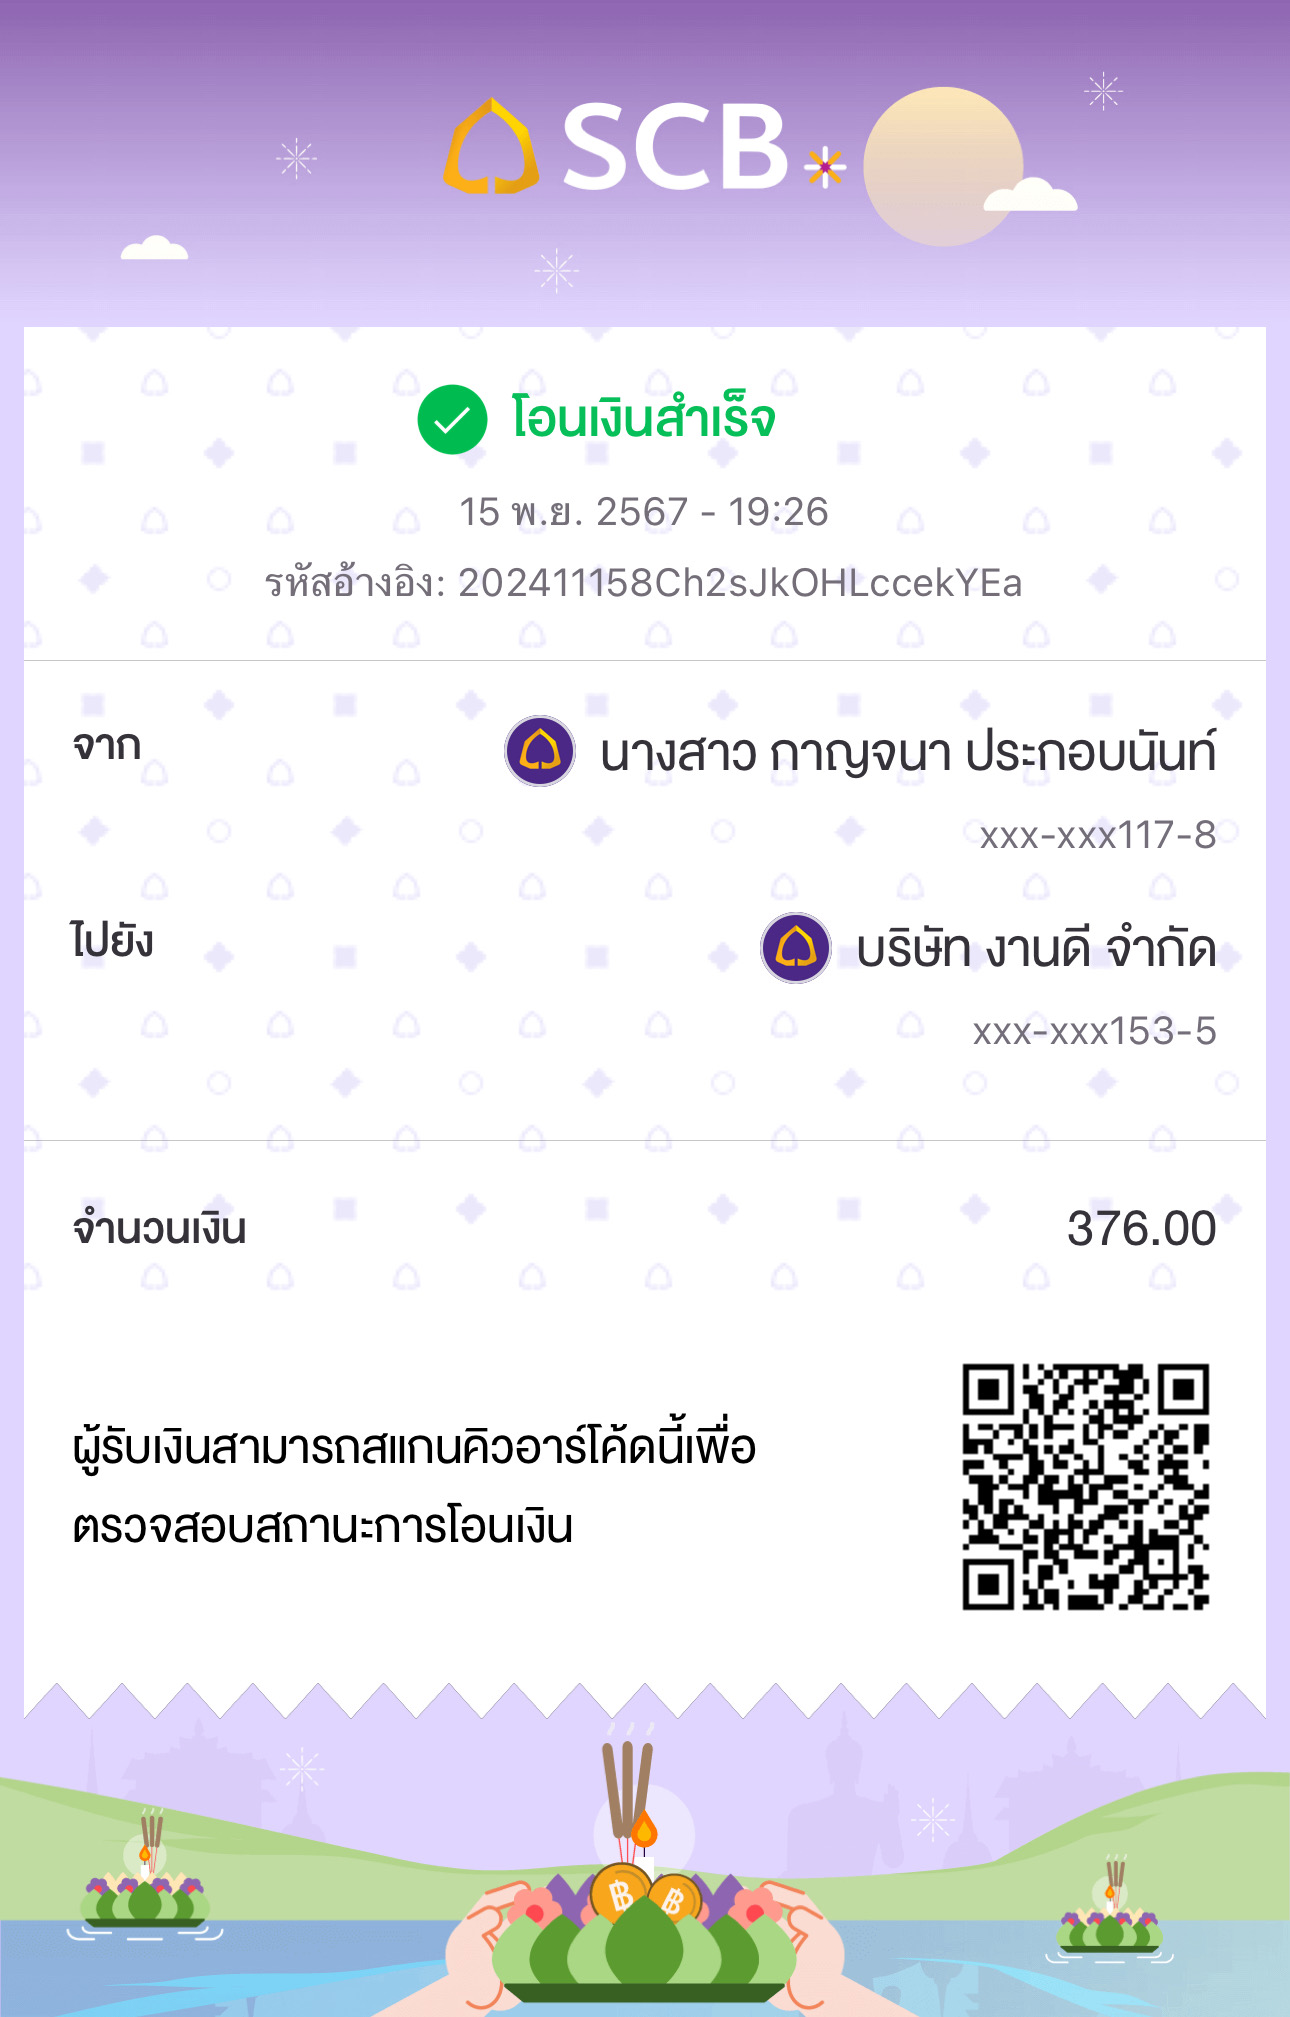 SCB
โอนเงินสำเร็จ
15 พ.ย. 2567 - 19:26
รหัสอ้างอิง: 202411158Ch2sJkOHLccekYEa
จาก
นางสาว กาญจนา ประกอบนันท์
xxx-xxx117-8
ไปยัง
บริษัท งานดี จำกัด
xxx-xxx153-5
จำนวนเงิน
376.00
ผู้รับเงินสามารถสแกนคิวอาร์โค้ดนี้เพื่อ
ตรวจสอบสถานะการโอนเงิน
฿ ฿